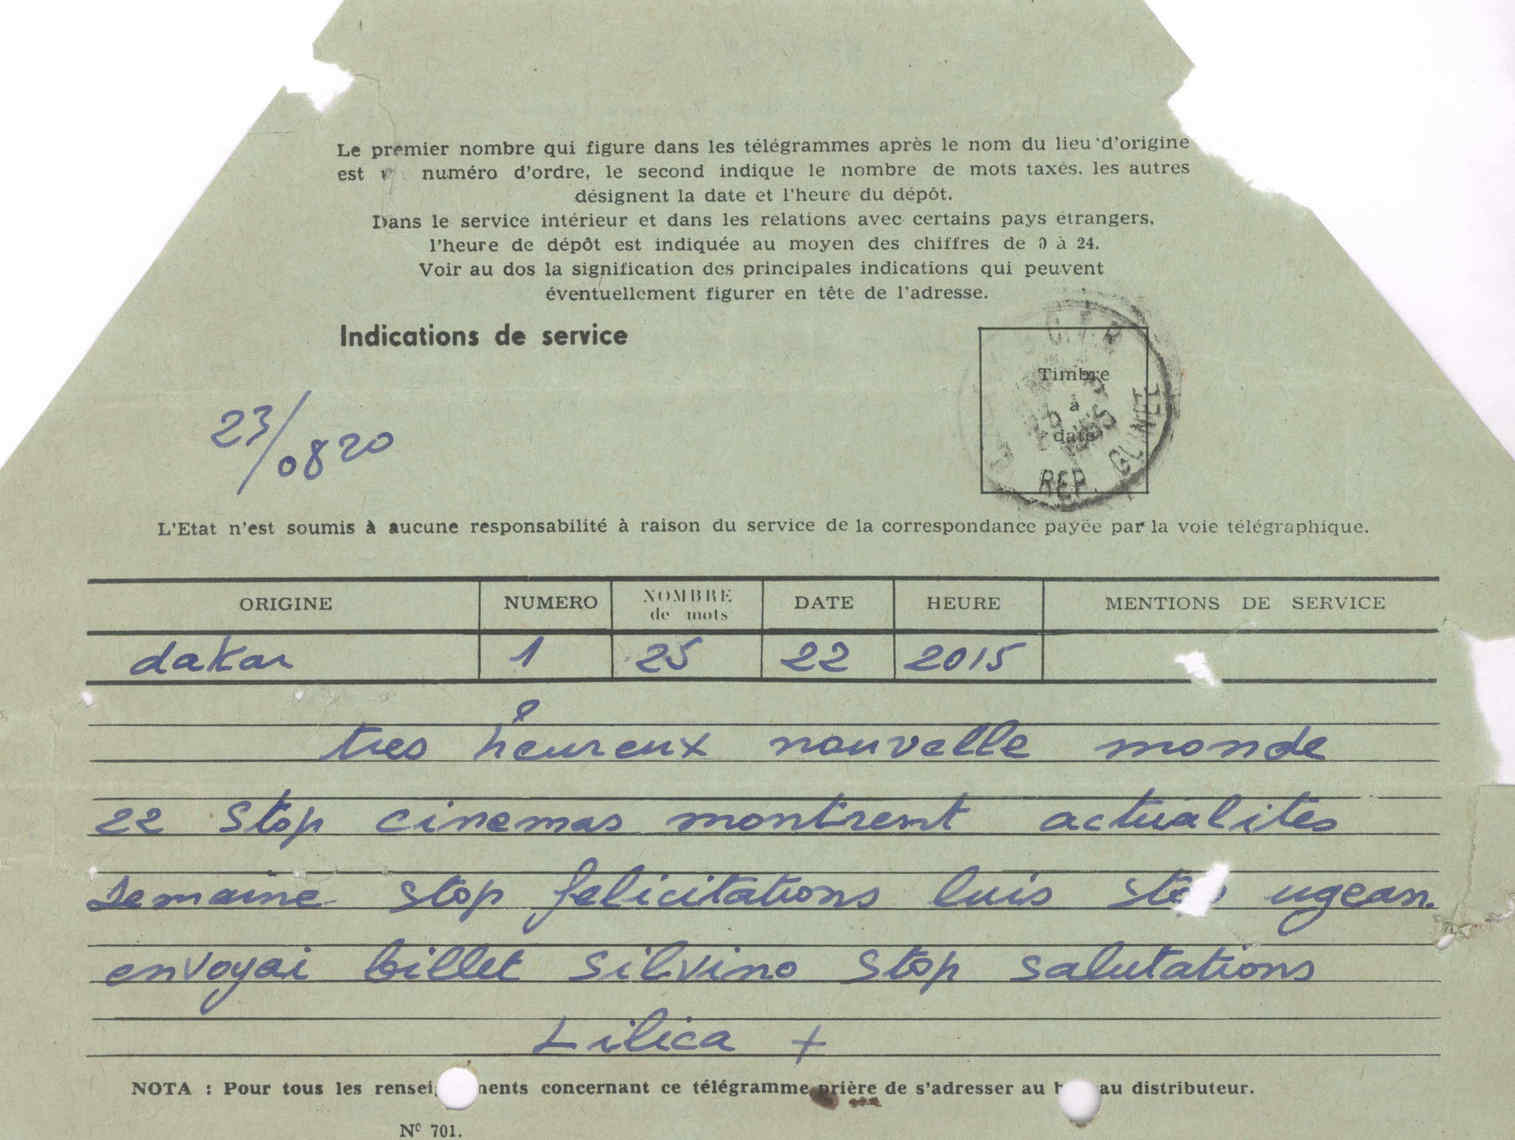 Le premier nombre qui figure dans les télégrammes après le nom du lieu d'origine
est numéro d'ordre, le second indique le nombre de mots taxés. les autres
désignent la date et l'heure du dépôt.
Dans le service intérieur et dans les relations avec certains pays étrangers,
l'heure de dépôt est indiquée au moyen des chiffres de 0 à 24.
Voir au dos la signification des principales indications qui peuvent
éventuellement figurer en tête de l'adresse.
Indications de service
Timbre
à
date
REP. GUINÉE
23/0820
L'Etat n'est soumis à aucune responsabilité à raison du service de la correspondance payée par la voie télégraphique.
ORIGINE NUMERO NOMBRE de mots DATE HEURE MENTIONS DE SERVICE
dakar 1 25 22 2015
tres heureux nouvelle monde
22 stop cinemas montrent actualites
semaine stop felicitations luis stop ugean
envoyai billet silvino stop salutations
Lilica +
NOTA : Pour tous les renseignements concernant ce télégramme prière de s'adresser au bureau distributeur.
N° 701.